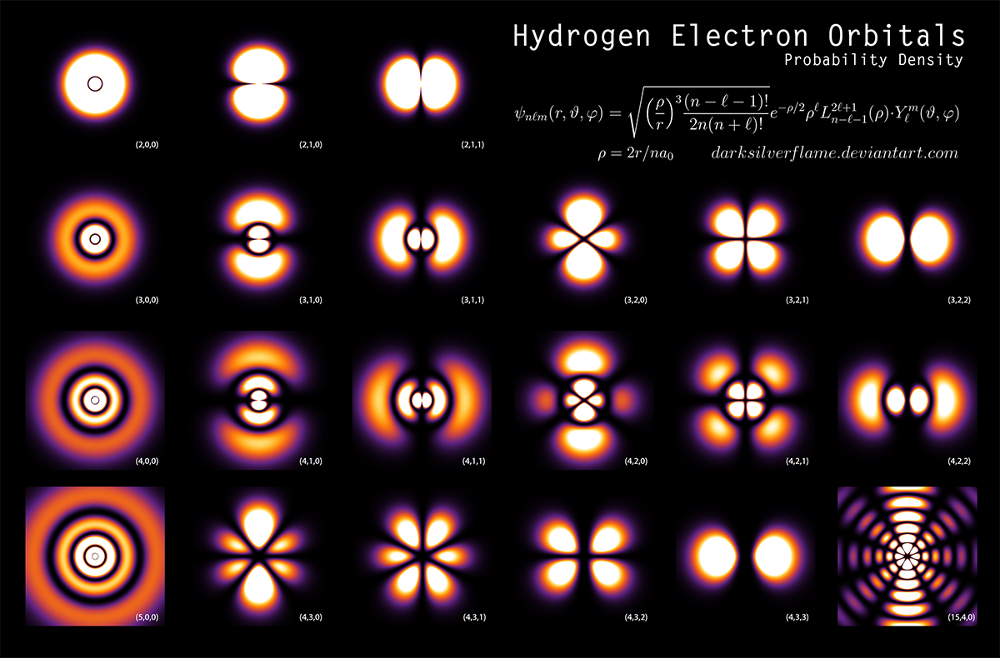 Hydrogen Electron Orbitals
Probability Density
ψₙℓₘ(r, ϑ, φ) = √((ρ/r)³ (n − ℓ − 1)!/2n(n + ℓ)!) e^{−ρ/2} ρ^ℓ L^{2ℓ+1}_{n−ℓ−1}(ρ)·Y_ℓ^m(ϑ, φ)
ρ = 2r/na₀ darksilverflame.deviantart.com
(2,0,0) (2,1,0) (2,1,1)
(3,0,0) (3,1,0) (3,1,1) (3,2,0) (3,2,1) (3,2,2)
(4,0,0) (4,1,0) (4,1,1) (4,2,0) (4,2,1) (4,2,2)
(5,0,0) (4,3,0) (4,3,1) (4,3,2) (4,3,3) (15,4,0)